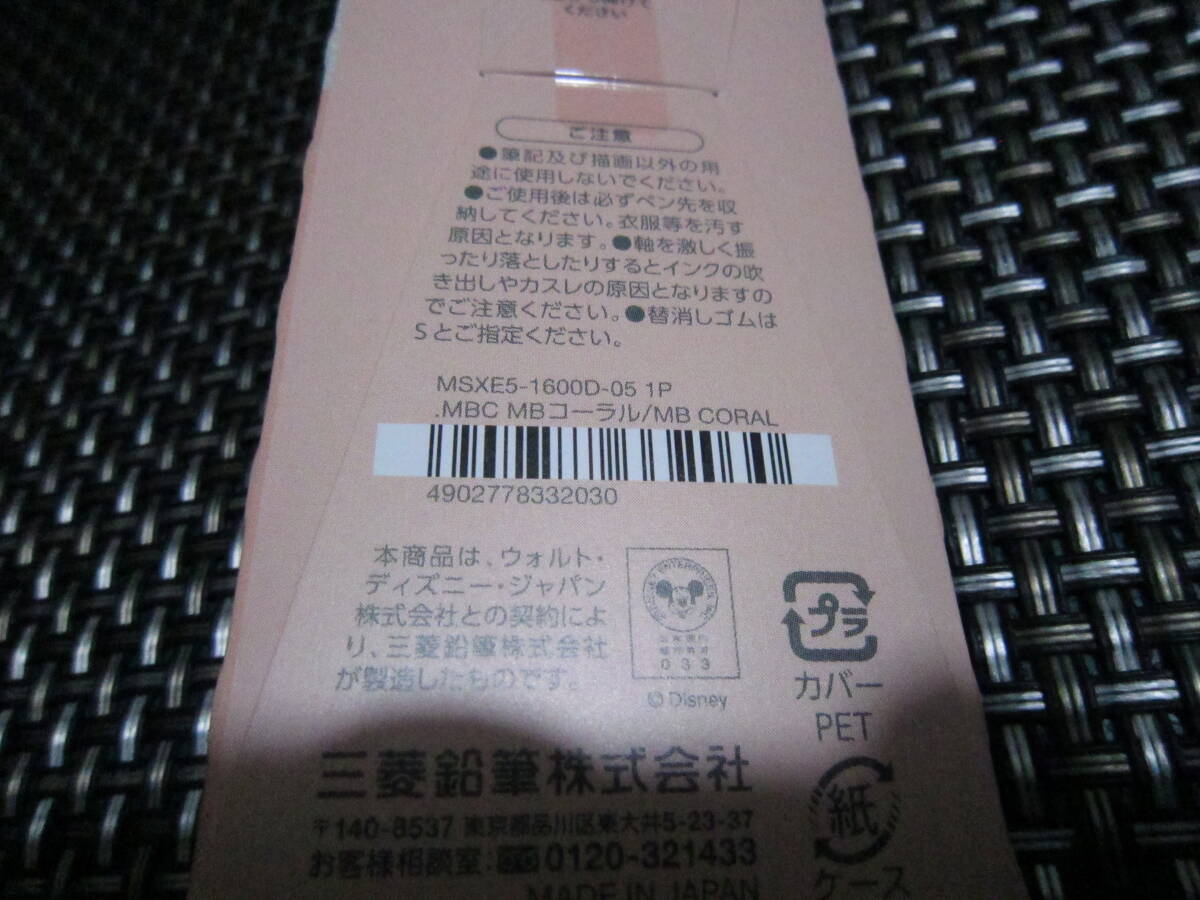 ください
ご注意
●筆記及び描画以外の用
途に使用しないでください。
●ご使用後は必ずペン先を収
納してください。衣服等を汚す
原因となります。●軸を激しく振
ったり落としたりするとインクの吹
き出しやカスレの原因となりますの
でご注意ください。●替消しゴムは
Sとご指定ください。
MSXE5-1600D-05 1P
.MBC MBコーラル/MB CORAL
4902778332030
本商品は、ウォルト・
ディズニー・ジャパン
株式会社との契約によ
り、三菱鉛筆株式会社
が製造したものです。
033
© Disney
プラ
カバー
PET
三菱鉛筆株式会社
〒140-8537 東京都品川区東大井5-23-37
お客様相談室: 0120-321433
MADE IN JAPAN
紙
ケース